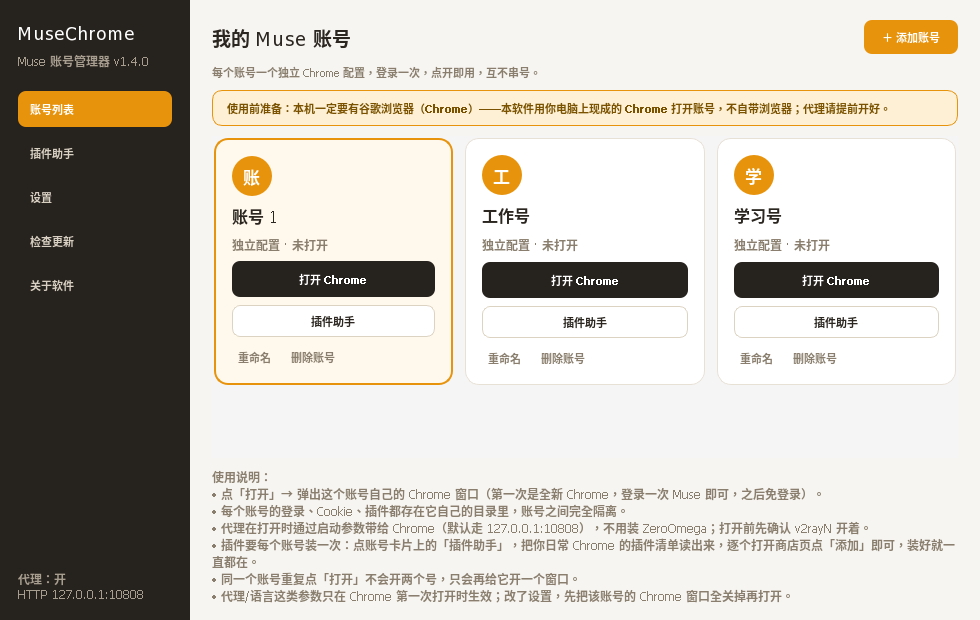 MuseChrome
Muse 账号管理器 v1.4.0
账号列表
插件助手
设置
检查更新
关于软件
代理：开
HTTP 127.0.0.1:10808
我的 Muse 账号
＋ 添加账号
每个账号一个独立 Chrome 配置，登录一次，点开即用，互不串号。
使用前准备：本机一定要有谷歌浏览器（Chrome）——本软件用你电脑上现成的 Chrome 打开账号，不自带浏览器；代理请提前开好。
账
账号 1
独立配置 · 未打开
打开 Chrome
插件助手
重命名 删除账号
工
工作号
独立配置 · 未打开
打开 Chrome
插件助手
重命名 删除账号
学
学习号
独立配置 · 未打开
打开 Chrome
插件助手
重命名 删除账号
使用说明：
• 点「打开」→ 弹出这个账号自己的 Chrome 窗口（第一次是全新 Chrome，登录一次 Muse 即可，之后免登录）。
• 每个账号的登录、Cookie、插件都存在它自己的目录里，账号之间完全隔离。
• 代理在打开时通过启动参数带给 Chrome（默认走 127.0.0.1:10808），不用装 ZeroOmega；打开前先确认 v2rayN 开着。
• 插件要每个账号装一次：点账号卡片上的「插件助手」，把你日常 Chrome 的插件清单读出来，逐个打开商店页点「添加」即可，装好就一
直都在。
• 同一个账号重复点「打开」不会开两个号，只会再给它开一个窗口。
• 代理/语言这类参数只在 Chrome 第一次打开时生效；改了设置，先把该账号的 Chrome 窗口全关掉再打开。